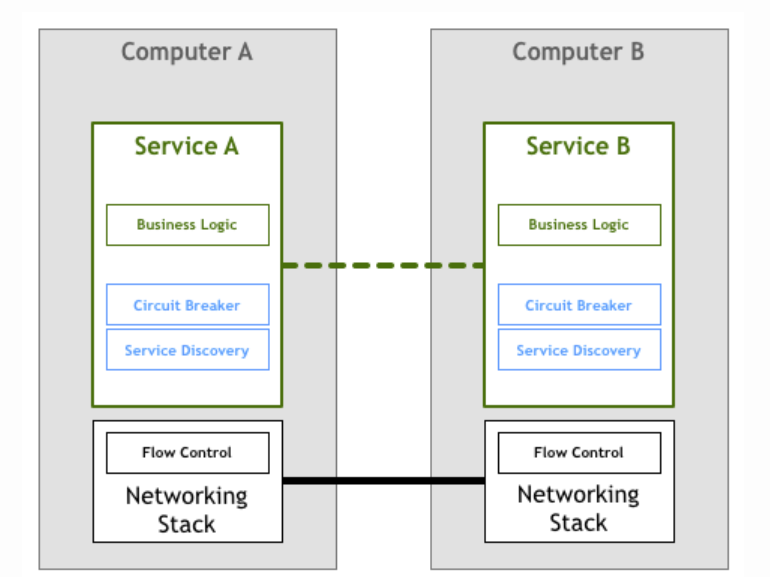 Computer A
Service A
Business Logic
Circuit Breaker
Service Discovery
Flow Control
Networking
Stack
Computer B
Service B
Business Logic
Circuit Breaker
Service Discovery
Flow Control
Networking
Stack